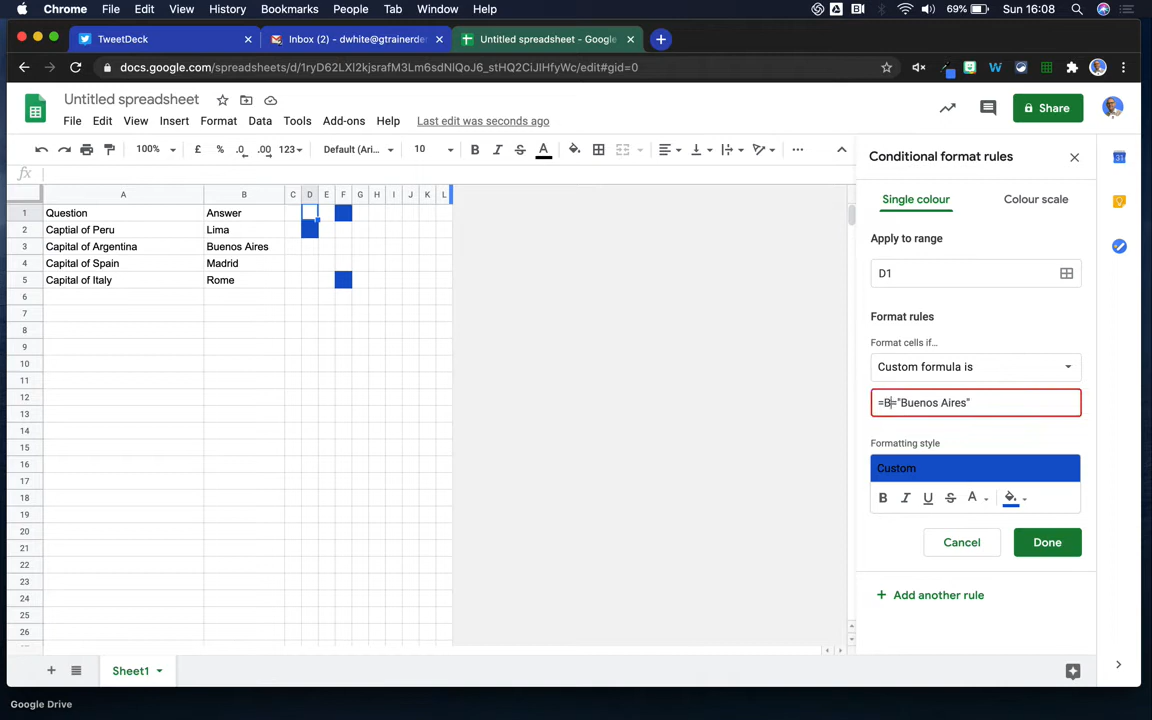 Chrome File Edit View History Bookmarks People Tab Window Help 69% Sun 16:08
TweetDeck Inbox (2) - dwhite@gtrainerde Untitled spreadsheet - Google
docs.google.com/spreadsheets/d/1ryD62LXI2kjsrafM3Lm6sdNIQoJ6_stHQ2CiJIHfyWc/edit#gid=0
Untitled spreadsheet
Share
File Edit View Insert Format Data Tools Add-ons Help Last edit was seconds ago
100% £ % .0 .00 123 Default (Ari... 10 B I S A
fx
Conditional format rules
A B C D E F G H I J K L
Single colour Colour scale
1 Question Answer
2 Captial of Peru Lima
3 Capital of Argentina Buenos Aires
4 Capital of Spain Madrid
5 Capital of Italy Rome
6
7
8
9
10
11
12
13
14
15
16
17
18
19
20
21
22
23
24
25
26
Apply to range
D1
Format rules
Format cells if...
Custom formula is
=B="Buenos Aires"
Formatting style
Custom
B I U S A
Cancel Done
+ Add another rule
Sheet1
Google Drive